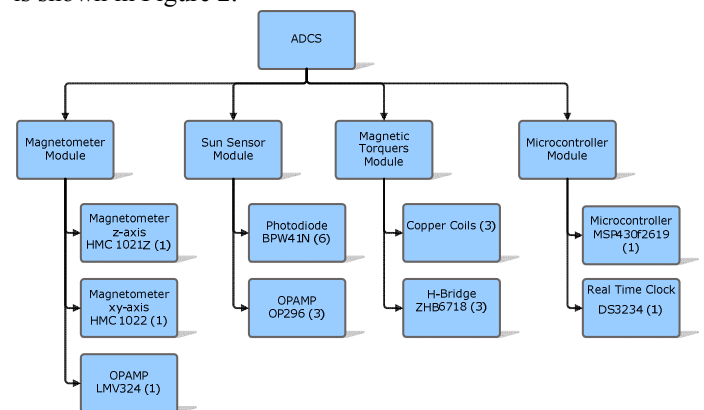 is shown in Figure 2.
ADCS
Magnetometer
Module
Sun Sensor
Module
Magnetic
Torquers
Module
Microcontroller
Module
Magnetometer
z-axis
HMC 1021Z (1)
Photodiode
BPW41N (6)
Copper Coils (3)
Microcontroller
MSP430f2619
(1)
Magnetometer
xy-axis
HMC 1022 (1)
OPAMP
OP296 (3)
H-Bridge
ZHB6718 (3)
Real Time Clock
DS3234 (1)
OPAMP
LMV324 (1)